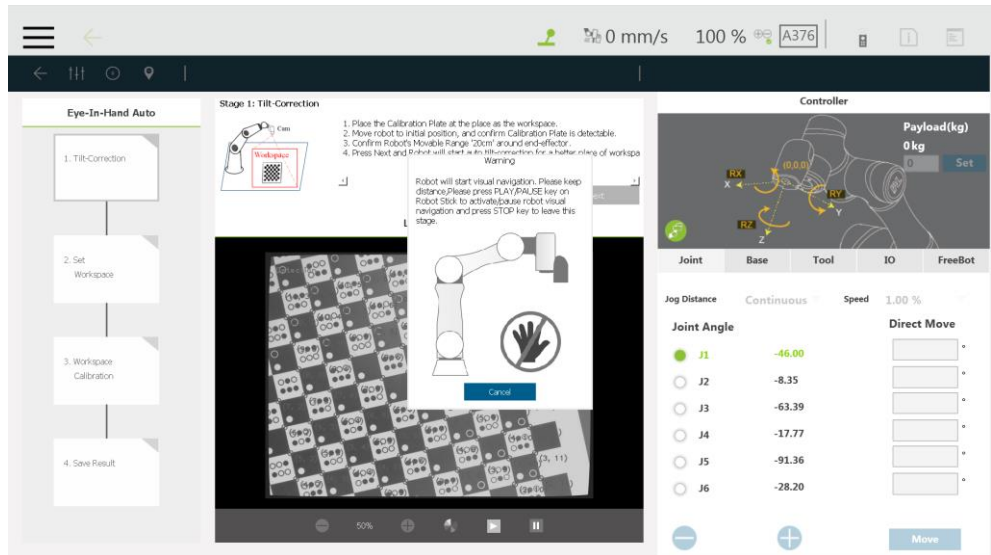 0 mm/s
100 %
A376
Eye-In-Hand Auto
1. Tilt-Correction
2. Set
Workspace
3. Workspace
Calibration
4. Save Result
Stage 1: Tilt-Correction
Cam
Workspace
1. Place the Calibration Plate at the place as the workspace.
2. Move robot to initial position, and confirm Calibration Plate is detectable.
3. Confirm Robot's Movable Range '20cm' around end-effector.
4. Press Next and Robot will start auto tilt-correction for a better place of workspa
Warning
Robot will start visual navigation. Please keep
distance,Please press PLAY/PAUSE key on
Robot Stick to activate/pause robot visual
navigation and press STOP key to leave this
stage.
Cancel
(3, 11)
50%
Controller
Payload(kg)
0 kg
0
Set
(0,0,0)
RX
X
RY
Y
RZ
Z
Joint
Base
Tool
IO
FreeBot
Jog Distance
Continuous
Speed
1.00 %
Joint Angle
Direct Move
J1
-46.00
°
J2
-8.35
°
J3
-63.39
°
J4
-17.77
°
J5
-91.36
°
J6
-28.20
°
Move